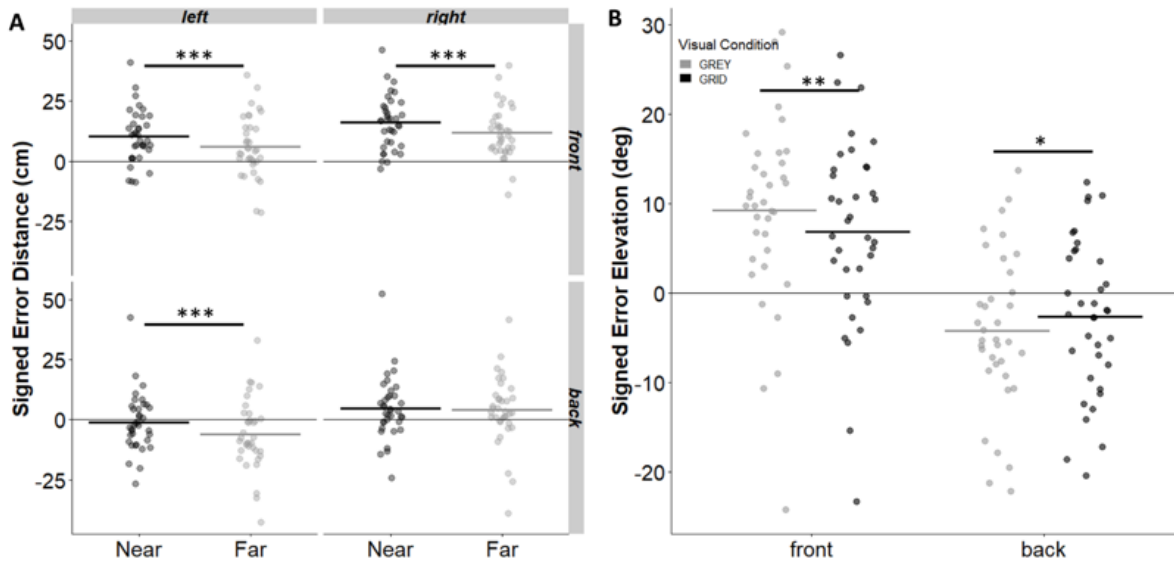 A
left
right
Signed Error Distance (cm)
50
25
0
-25
50
25
0
-25
***
***
***
front
back
Near
Far
Near
Far
B
Signed Error Elevation (deg)
30
20
10
0
-10
-20
Visual Condition
GREY
GRID
**
*
front
back